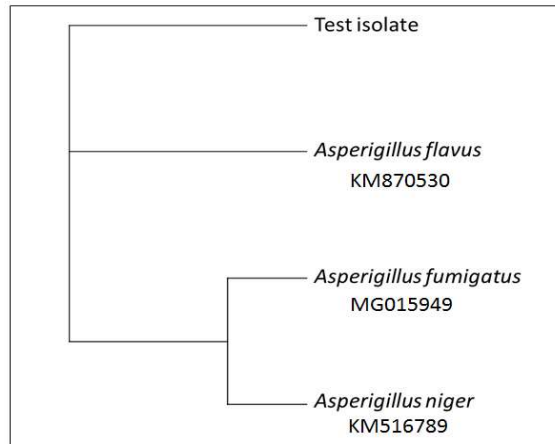 Test isolate
Asperigillus flavus
KM870530
Asperigillus fumigatus
MG015949
Asperigillus niger
KM516789